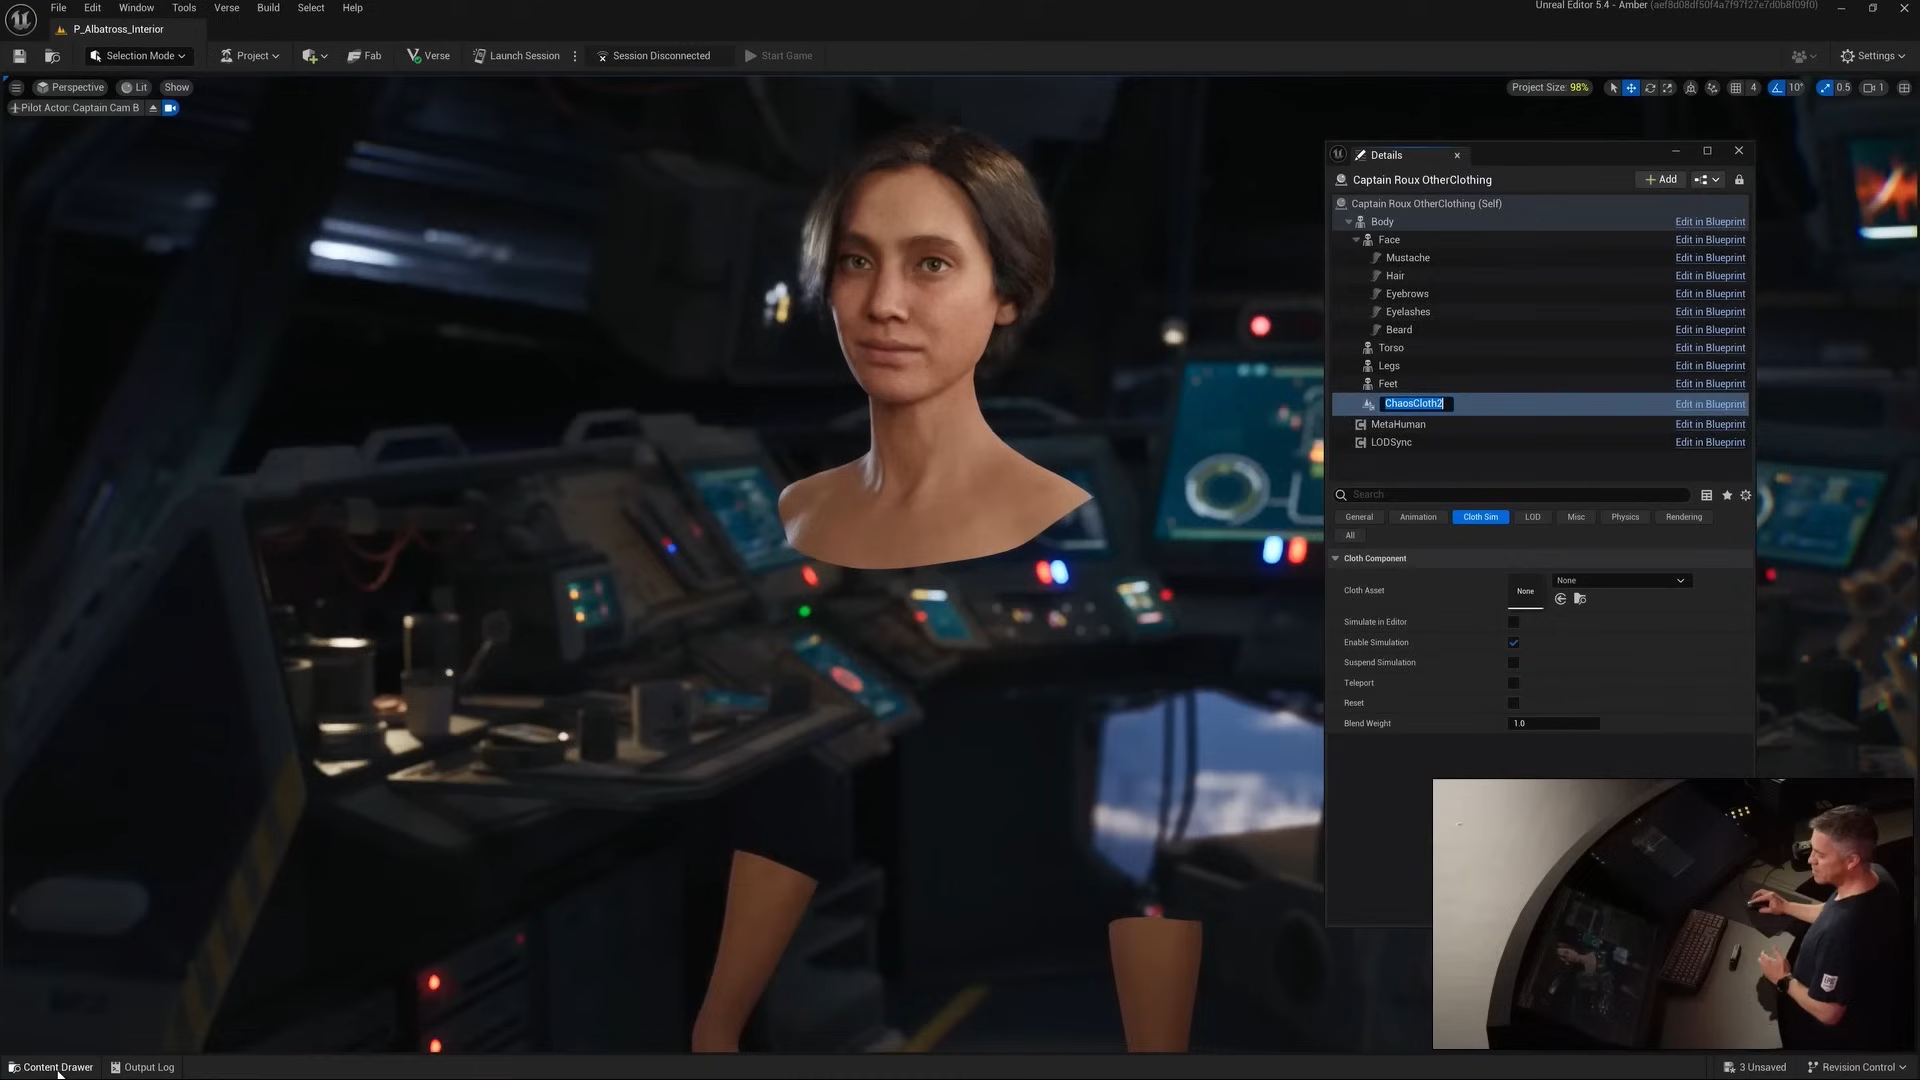 File Edit Window Tools Verse Build Select Help
Unreal Editor 5.4 - Amber (aef8d08df50f4a7f97f27e7d0b8f09f0)
P_Albatross_Interior
Selection Mode Project Fab Verse Launch Session Session Disconnected Start Game Settings
Perspective Lit Show Project Size: 98% 4 10° 0.5 1
Pilot Actor: Captain Cam B
Details
Captain Roux OtherClothing Add
Captain Roux OtherClothing (Self)
Body Edit in Blueprint
Face Edit in Blueprint
Mustache Edit in Blueprint
Hair Edit in Blueprint
Eyebrows Edit in Blueprint
Eyelashes Edit in Blueprint
Beard Edit in Blueprint
Torso Edit in Blueprint
Legs Edit in Blueprint
Feet Edit in Blueprint
ChaosCloth2 Edit in Blueprint
MetaHuman Edit in Blueprint
LODSync Edit in Blueprint
Search
General Animation Cloth Sim LOD Misc Physics Rendering
All
Cloth Component
Cloth Asset None None
Simulate in Editor
Enable Simulation
Suspend Simulation
Teleport
Reset
Blend Weight 1.0
Content Drawer Output Log 3 Unsaved Revision Control